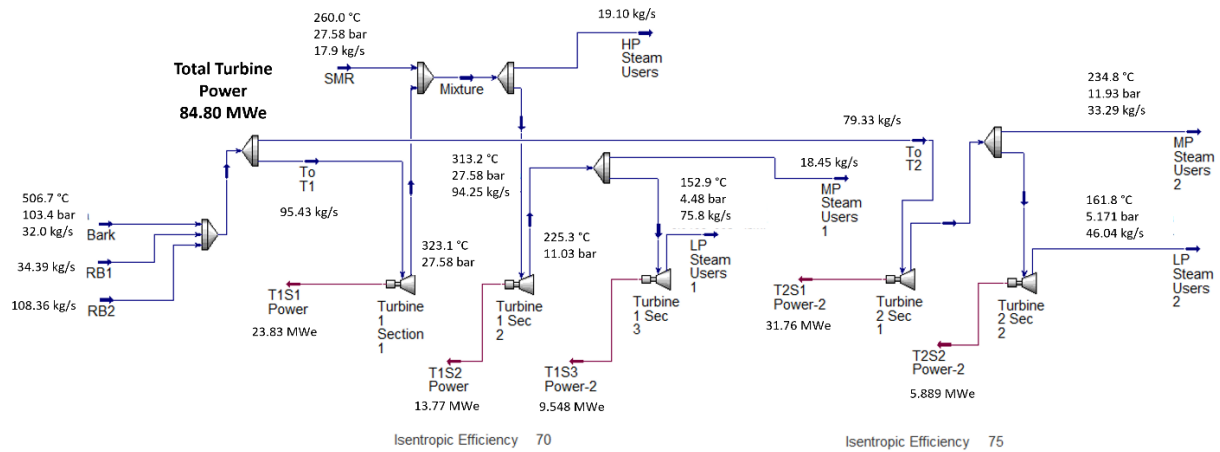 260.0 °C
27.58 bar
17.9 kg/s
SMR
19.10 kg/s
HP
Steam
Users
Mixture
Total Turbine
Power
84.80 MWe
To
T1
95.43 kg/s
506.7 °C
103.4 bar
32.0 kg/s
Bark
34.39 kg/s
RB1
108.36 kg/s
RB2
323.1 °C
27.58 bar
T1S1
Power
23.83 MWe
Turbine
1
Section
1
313.2 °C
27.58 bar
94.25 kg/s
225.3 °C
11.03 bar
T1S2
Power
13.77 MWe
Turbine
1 Sec
2
18.45 kg/s
MP
Steam
Users
1
152.9 °C
4.48 bar
75.8 kg/s
LP
Steam
Users
1
T1S3
Power-2
9.548 MWe
Turbine
1 Sec
3
79.33 kg/s
To
T2
T2S1
Power-2
31.76 MWe
Turbine
2 Sec
1
234.8 °C
11.93 bar
33.29 kg/s
MP
Steam
Users
2
161.8 °C
5.171 bar
46.04 kg/s
LP
Steam
Users
2
T2S2
Power-2
5.889 MWe
Turbine
2 Sec
2
Isentropic Efficiency 70
Isentropic Efficiency 75